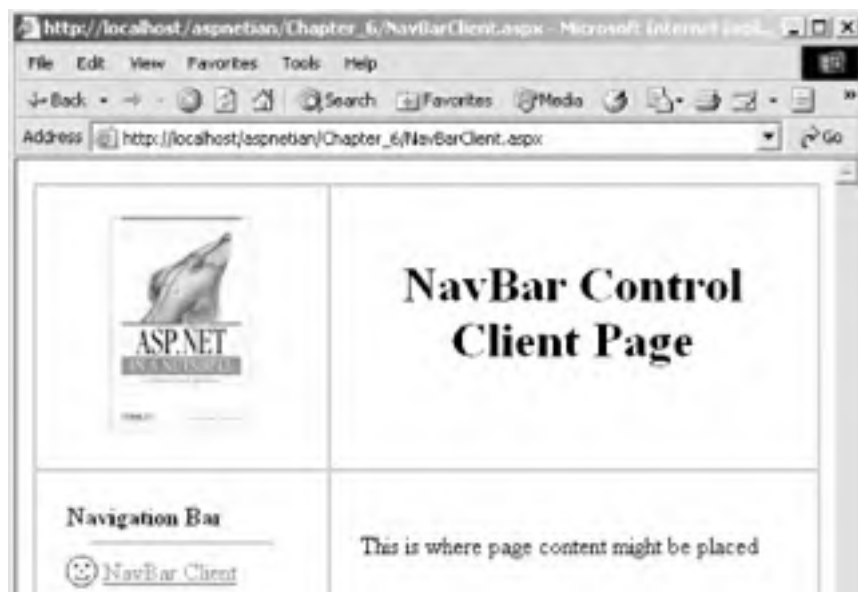 http://localhost/aspnetian/Chapter_6/NavBarClient.aspx - Microsoft Internet
File Edit View Favorites Tools Help
Back Search Favorites Media
Address http://localhost/aspnetian/Chapter_6/NavBarClient.aspx Go
ASP.NET
IN A NUTSHELL
NavBar Control
Client Page
Navigation Bar
This is where page content might be placed
NavBar Client